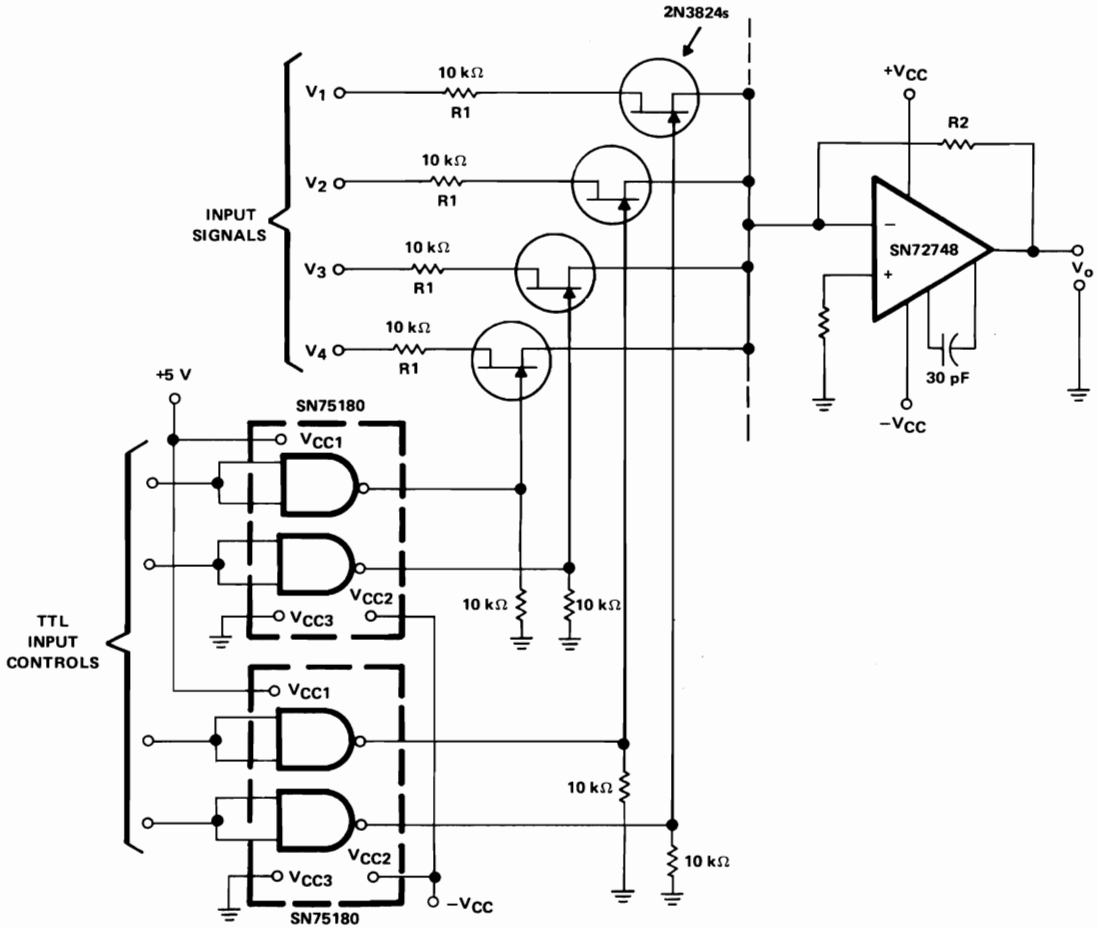 2N3824s
10 kΩ
V1
R1
+VCC
R2
10 kΩ
V2
R1
INPUT
SIGNALS
−
SN72748
+
Vo
10 kΩ
V3
R1
10 kΩ
V4
R1
30 pF
−VCC
+5 V
SN75180
VCC1
VCC2
VCC3
10 kΩ
10 kΩ
TTL
INPUT
CONTROLS
VCC1
10 kΩ
VCC2
VCC3
10 kΩ
−VCC
SN75180